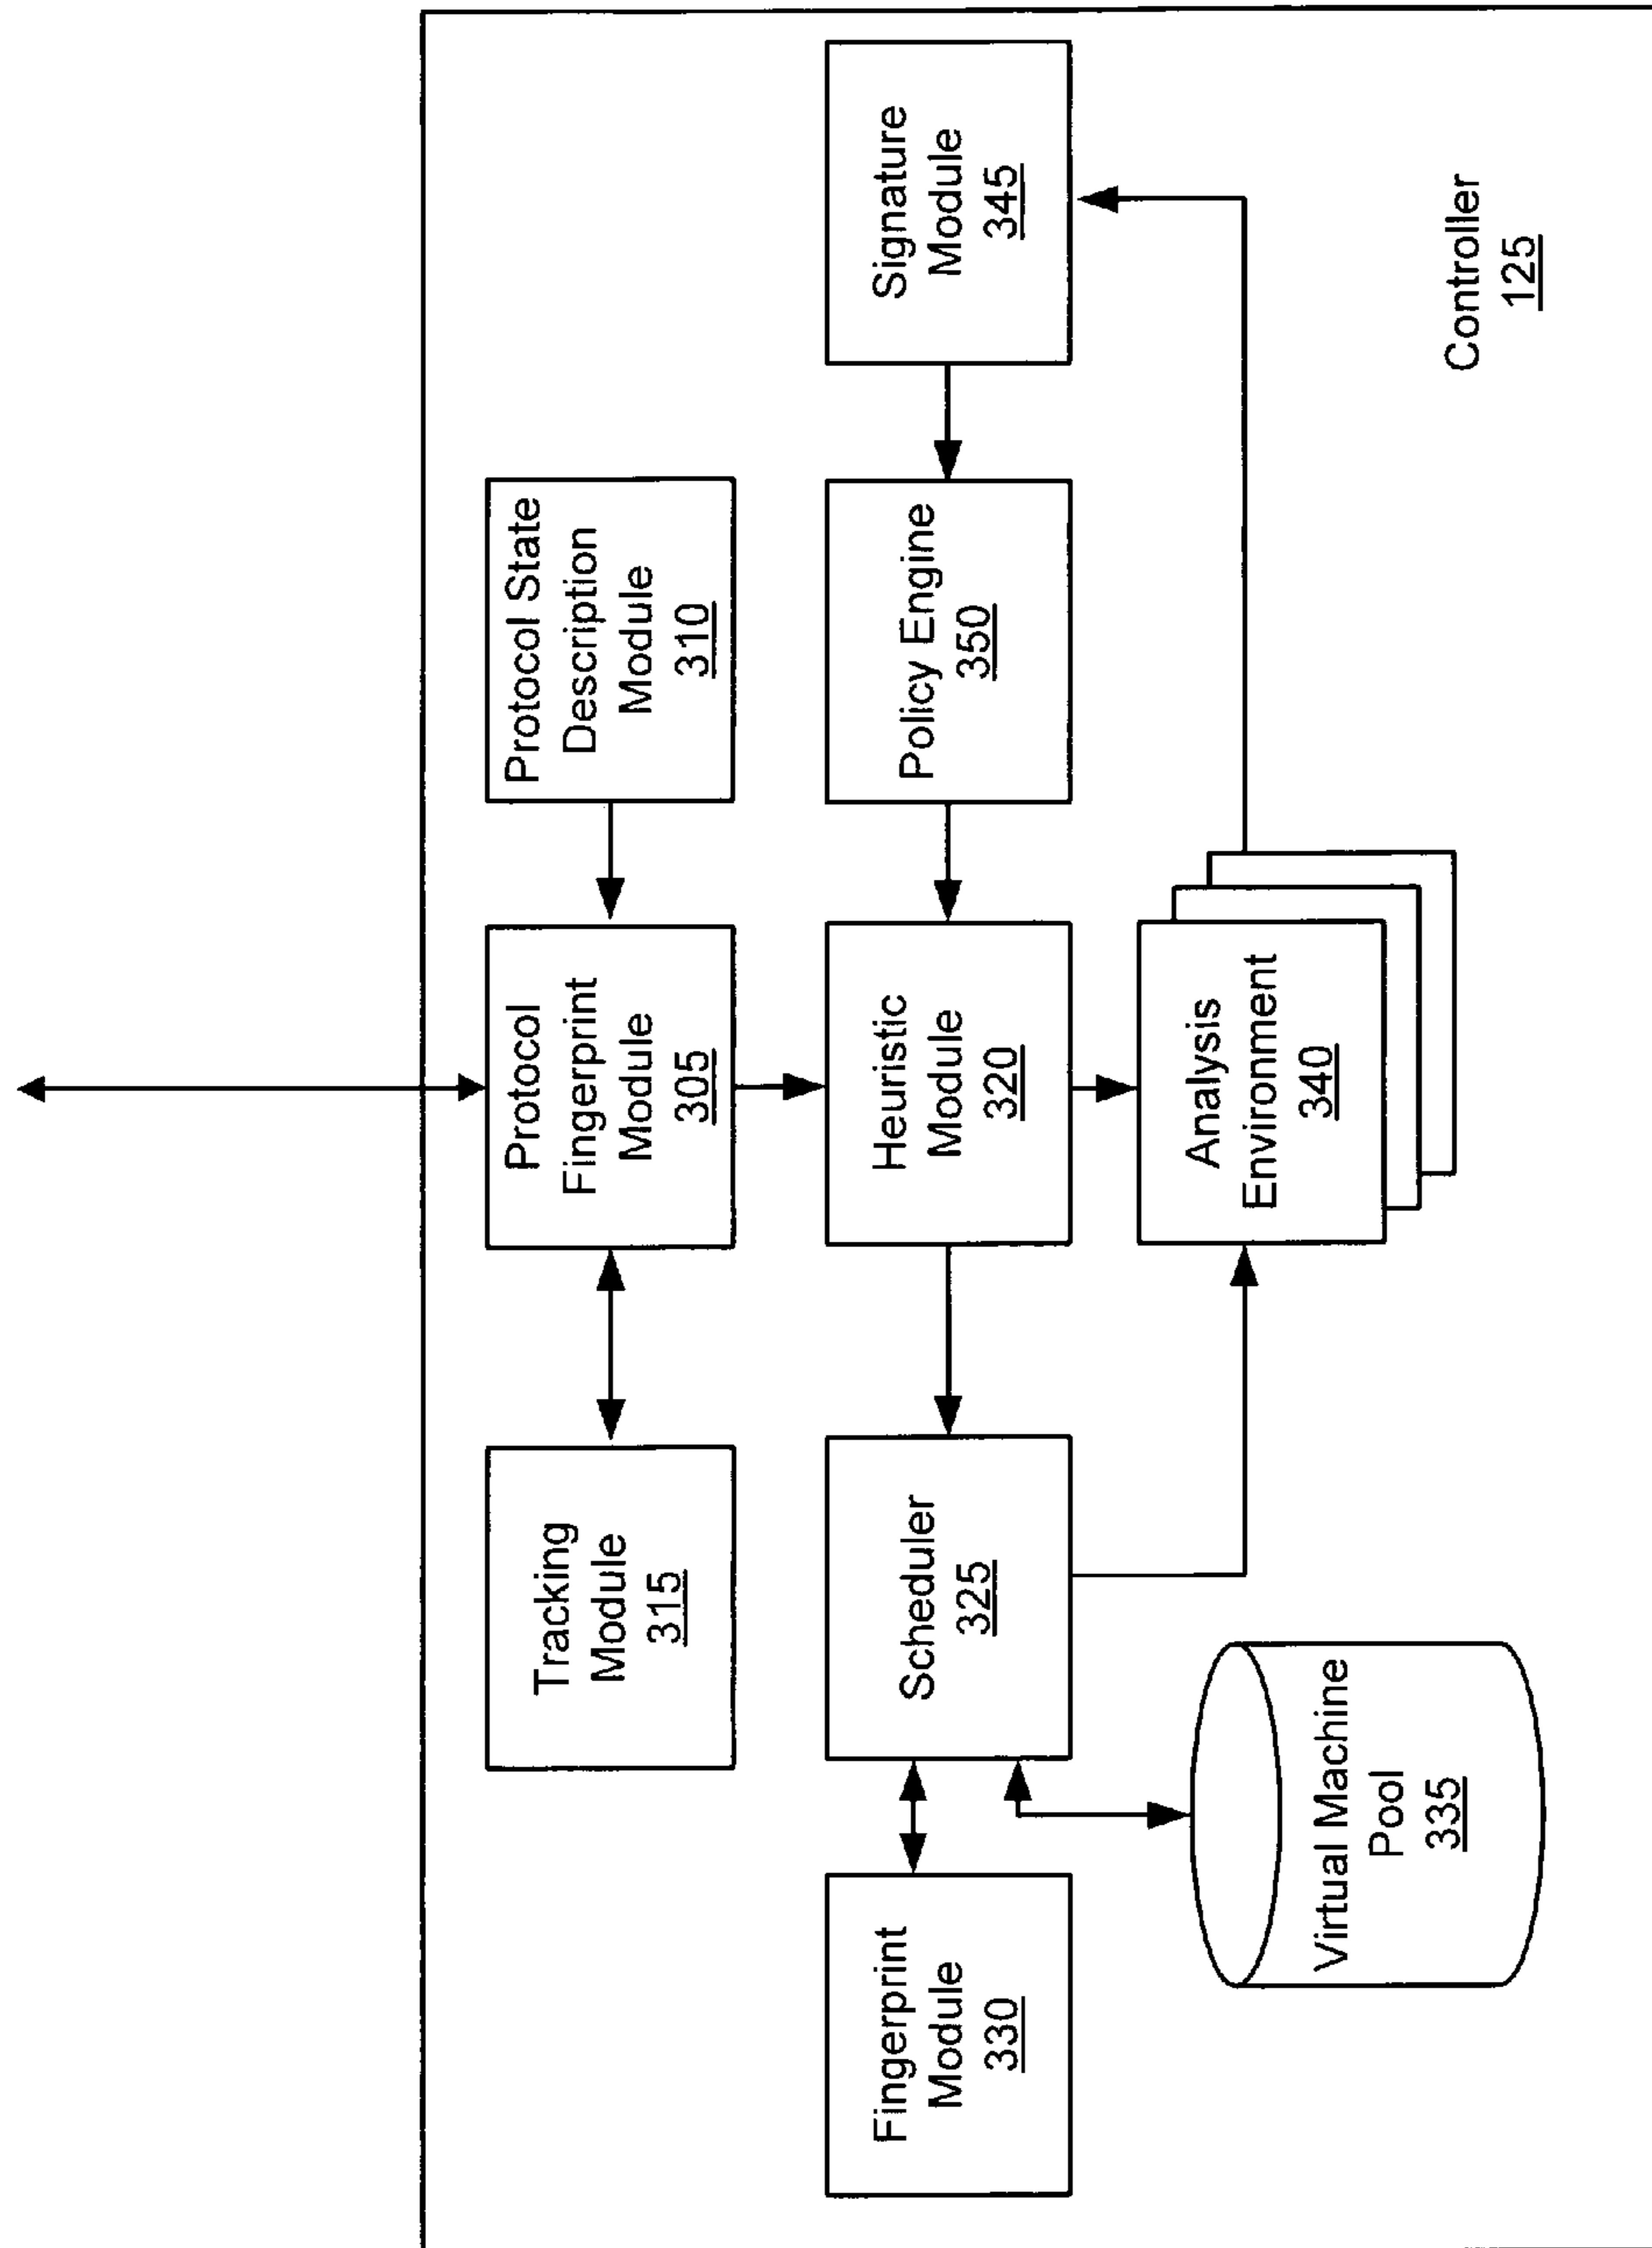 Tracking
Module
315
Protocol
Fingerprint
Module
305
Protocol State
Description
Module
310
Fingerprint
Module
330
Scheduler
325
Heuristic
Module
320
Policy Engine
350
Signature
Module
345
Virtual Machine
Pool
335
Analysis
Environment
340
Controller
125